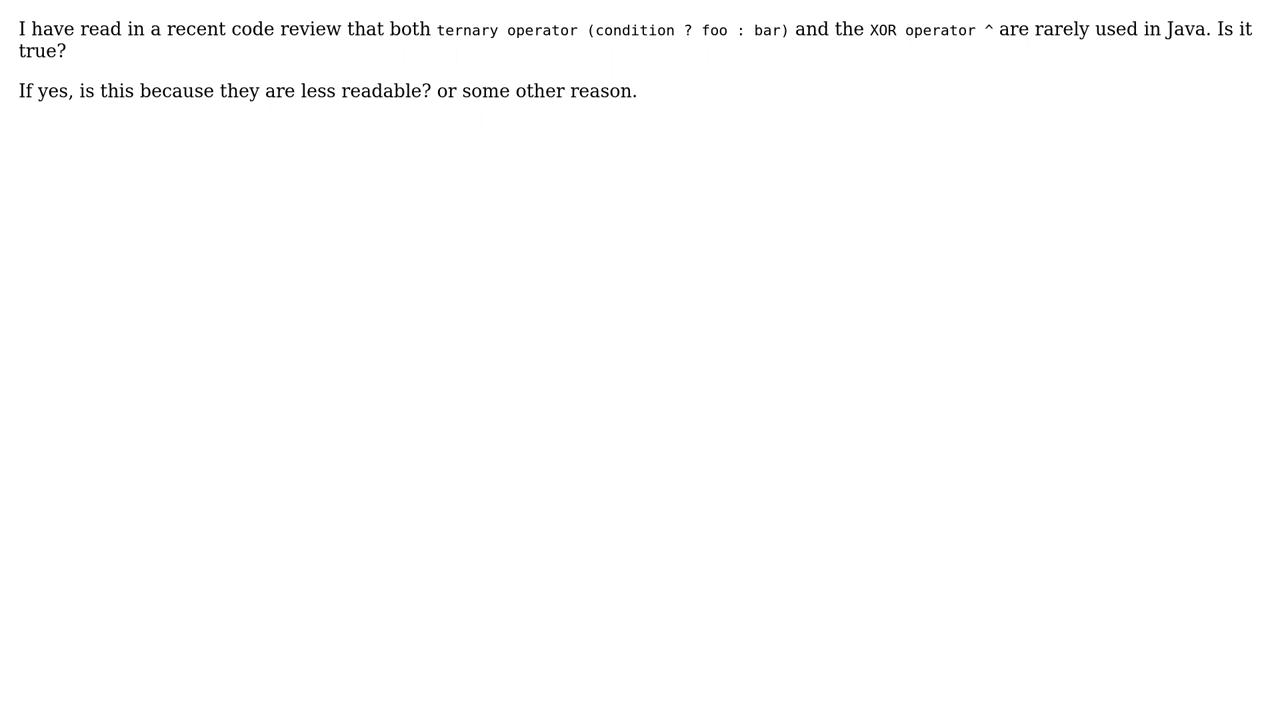 I have read in a recent code review that both ternary operator (condition ? foo : bar) and the XOR operator ^ are rarely used in Java. Is it
true?
If yes, is this because they are less readable? or some other reason.